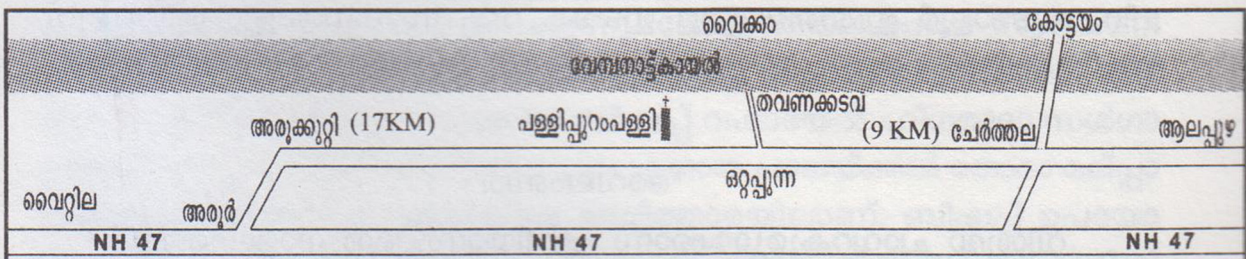 വൈക്കം കോട്ടയം
വേമ്പനാട്ട്കായൽ
തവണക്കടവ്
അരുക്കുറ്റി (17KM) പള്ളിപ്പുറംപള്ളി (9 KM) ചേർത്തല ആലപ്പുഴ
ഒറ്റപ്പുന്ന
വൈറ്റില അരൂർ
NH 47 NH 47 NH 47